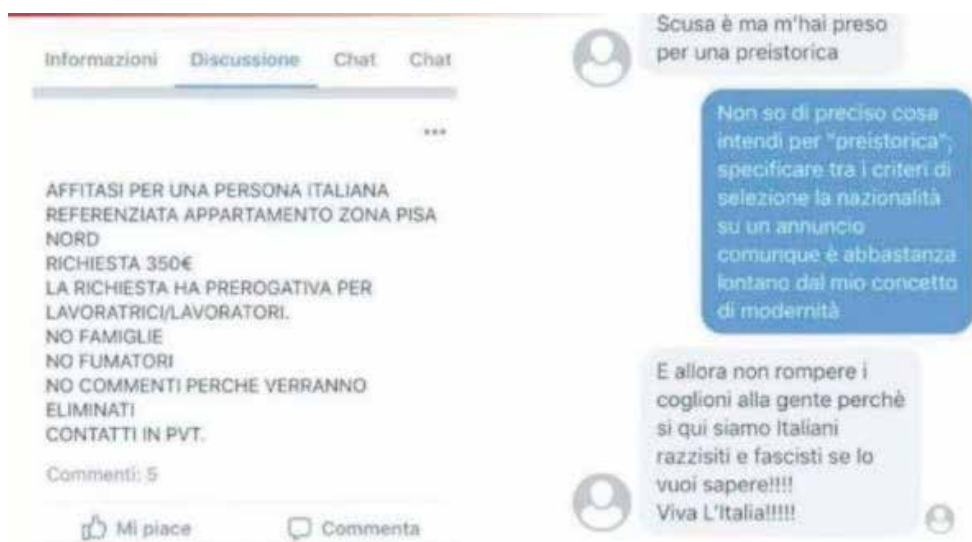 Informazioni Discussione Chat Chat
AFFITASI PER UNA PERSONA ITALIANA
REFERENZIATA APPARTAMENTO ZONA PISA
NORD
RICHIESTA 350€
LA RICHIESTA HA PREROGATIVA PER
LAVORATRICI/LAVORATORI.
NO FAMIGLIE
NO FUMATORI
NO COMMENTI PERCHE VERRANNO
ELIMINATI
CONTATTI IN PVT.
Commenti: 5
Mi piace Commenta
Scusa è ma m'hai preso
per una preistorica
Non so di preciso cosa
intendi per "preistorica";
specificare tra i criteri di
selezione la nazionalità
su un annuncio
comunque è abbastanza
lontano dal mio concetto
di modernità
E allora non rompere i
coglioni alla gente perchè
si qui siamo Italiani
razzisiti e fascisti se lo
vuoi sapere!!!!
Viva L'Italia!!!!!